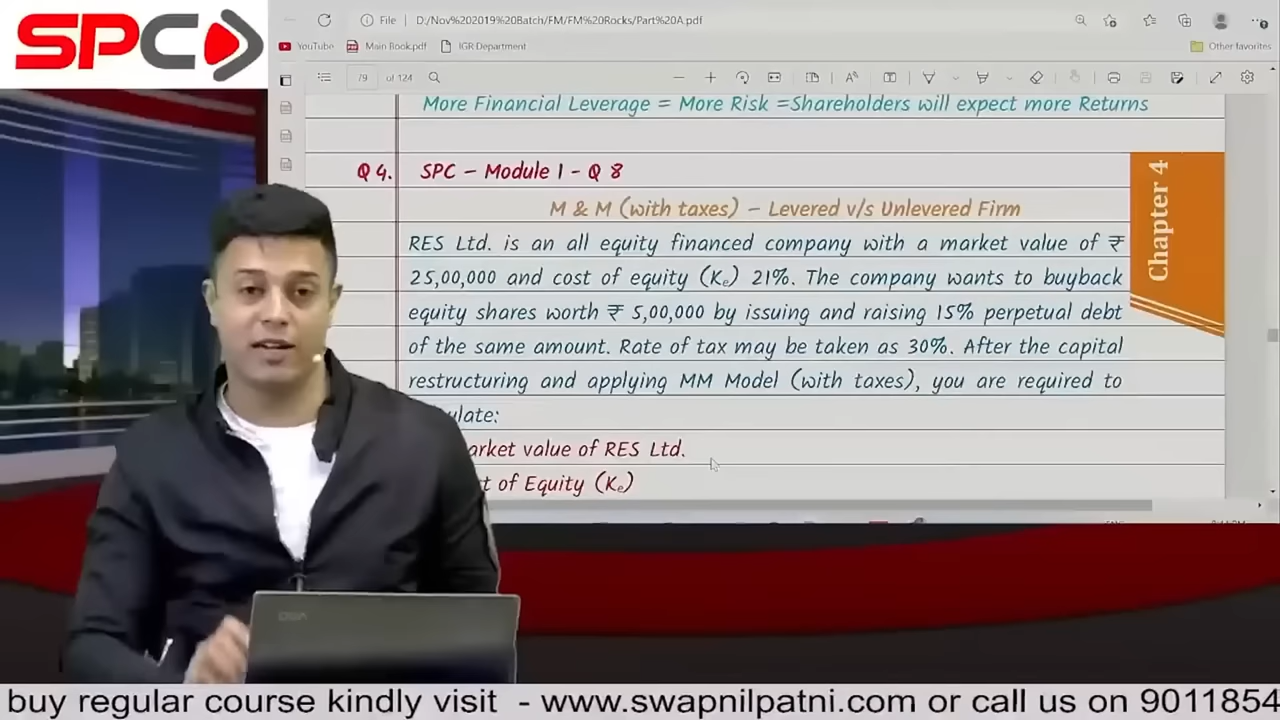 SPC
File
D:/Nov%202019%20Batch/FM/FM%20Rocks/Part%20A.pdf
YouTube
Main Book.pdf
IGR Department
Other favorites
79 of 124
More Financial Leverage = More Risk =Shareholders will expect more Returns
Q 4. SPC – Module 1 - Q 8
M & M (with taxes) – Levered v/s Unlevered Firm
RES Ltd. is an all equity financed company with a market value of ₹
25,00,000 and cost of equity (Kₑ) 21%. The company wants to buyback
equity shares worth ₹ 5,00,000 by issuing and raising 15% perpetual debt
of the same amount. Rate of tax may be taken as 30%. After the capital
restructuring and applying MM Model (with taxes), you are required to
ulate:
arket value of RES Ltd.
t of Equity (Kₑ)
Chapter 4
buy regular course kindly visit - www.swapnilpatni.com or call us on 9011854